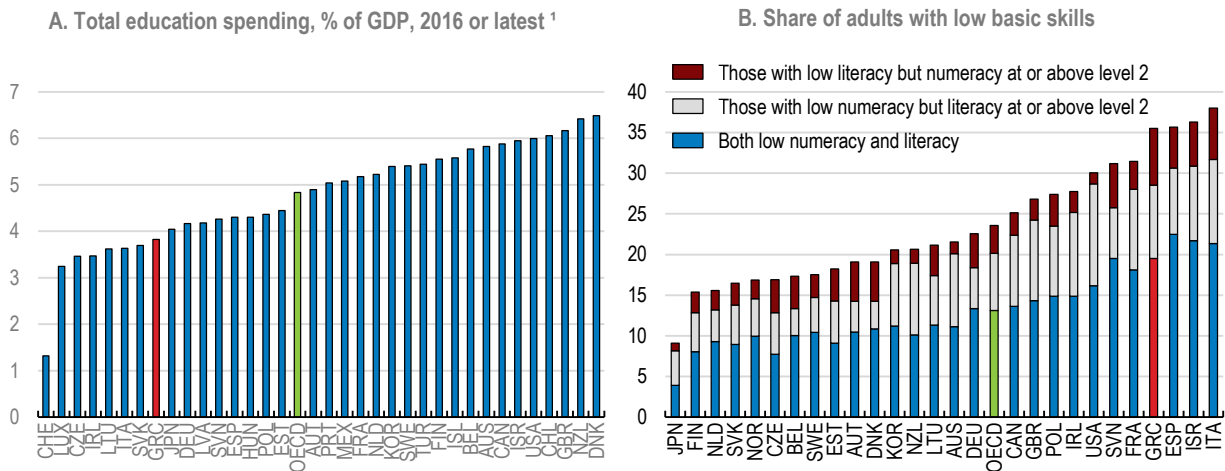 A. Total education spending, % of GDP, 2016 or latest ¹
7
6
5
4
3
2
1
0
CHE
LUX
CZE
IRL
LTU
ITA
SVK
GRC
JPN
DEU
LVA
SVN
ESP
HUN
POL
EST
OECD
AUT
PRT
MEX
FRA
NLD
KOR
SWE
TUR
FIN
ISL
BEL
AUS
CAN
ISR
USA
CHL
GBR
NZL
DNK
B. Share of adults with low basic skills
Those with low literacy but numeracy at or above level 2
Those with low numeracy but literacy at or above level 2
Both low numeracy and literacy
40
35
30
25
20
15
10
5
0
JPN
FIN
NLD
SVK
NOR
CZE
BEL
SWE
EST
AUT
DNK
KOR
NZL
LTU
AUS
DEU
OECD
CAN
GBR
POL
IRL
USA
SVN
FRA
GRC
ESP
ISR
ITA